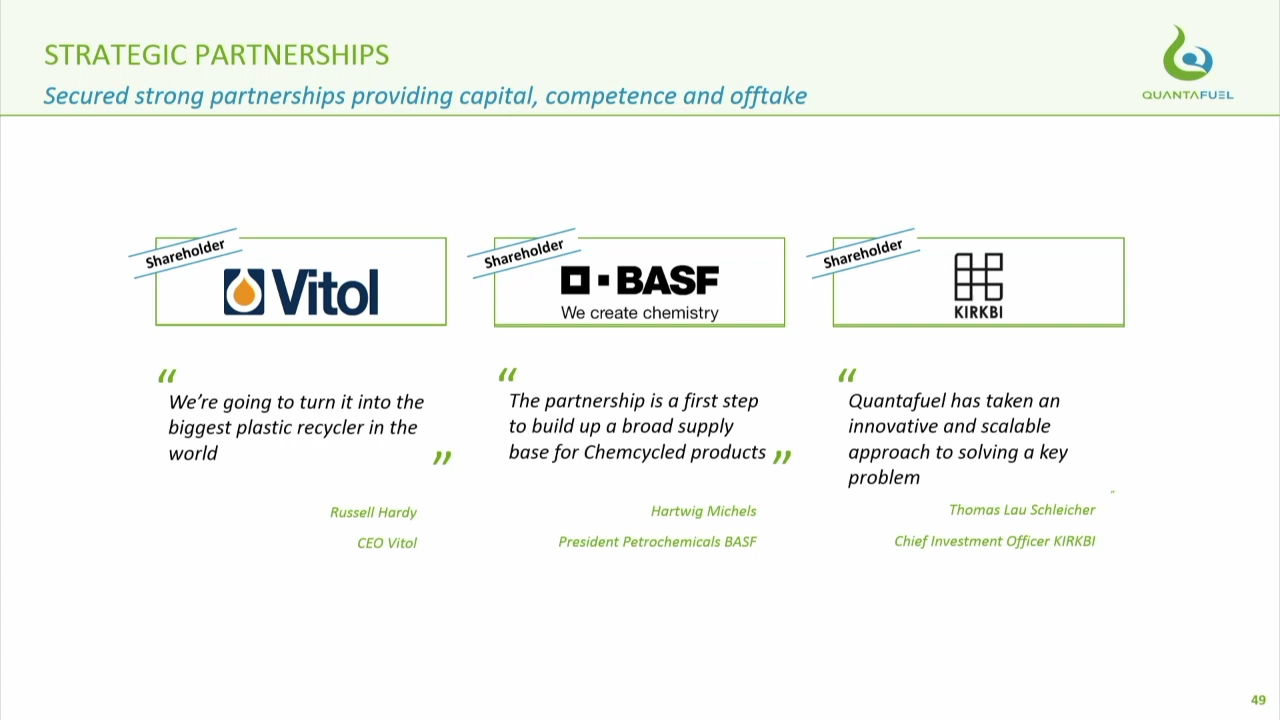 STRATEGIC PARTNERSHIPS
Secured strong partnerships providing capital, competence and offtake
QUANTAFUEL
Shareholder
Vitol
Shareholder
BASF
We create chemistry
Shareholder
KIRKBI
“
We’re going to turn it into the
biggest plastic recycler in the
world
”
Russell Hardy
CEO Vitol
“
The partnership is a first step
to build up a broad supply
base for Chemcycled products ”
Hartwig Michels
President Petrochemicals BASF
“
Quantafuel has taken an
innovative and scalable
approach to solving a key
problem
”
Thomas Lau Schleicher
Chief Investment Officer KIRKBI
49